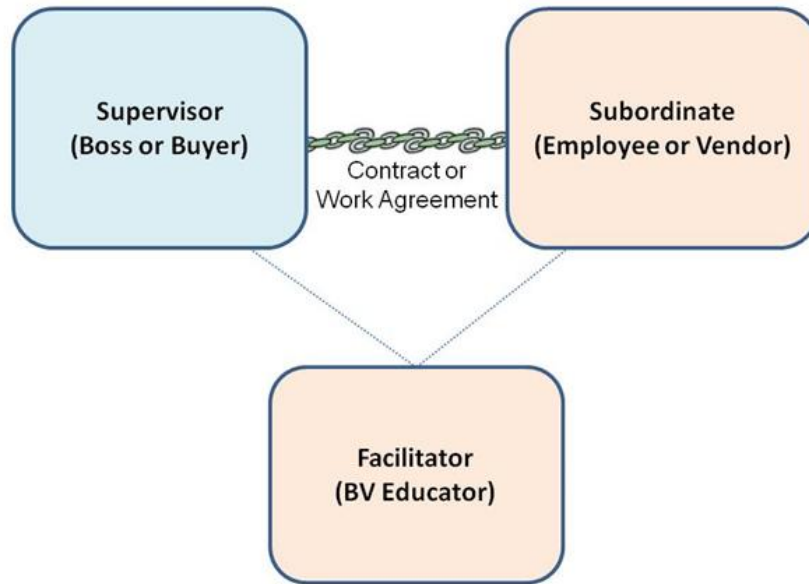 Supervisor
(Boss or Buyer)
Subordinate
(Employee or Vendor)
Contract or
Work Agreement
Facilitator
(BV Educator)